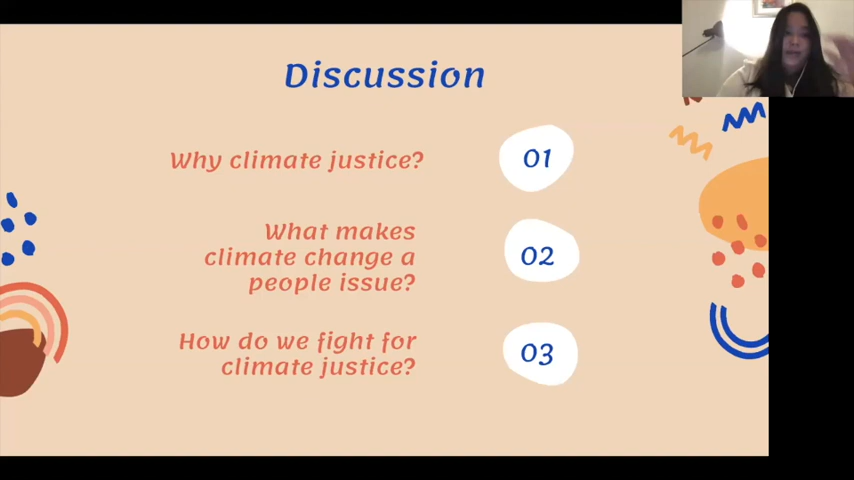 Discussion
Why climate justice?
01
What makes
climate change a
people issue?
02
How do we fight for
climate justice?
03